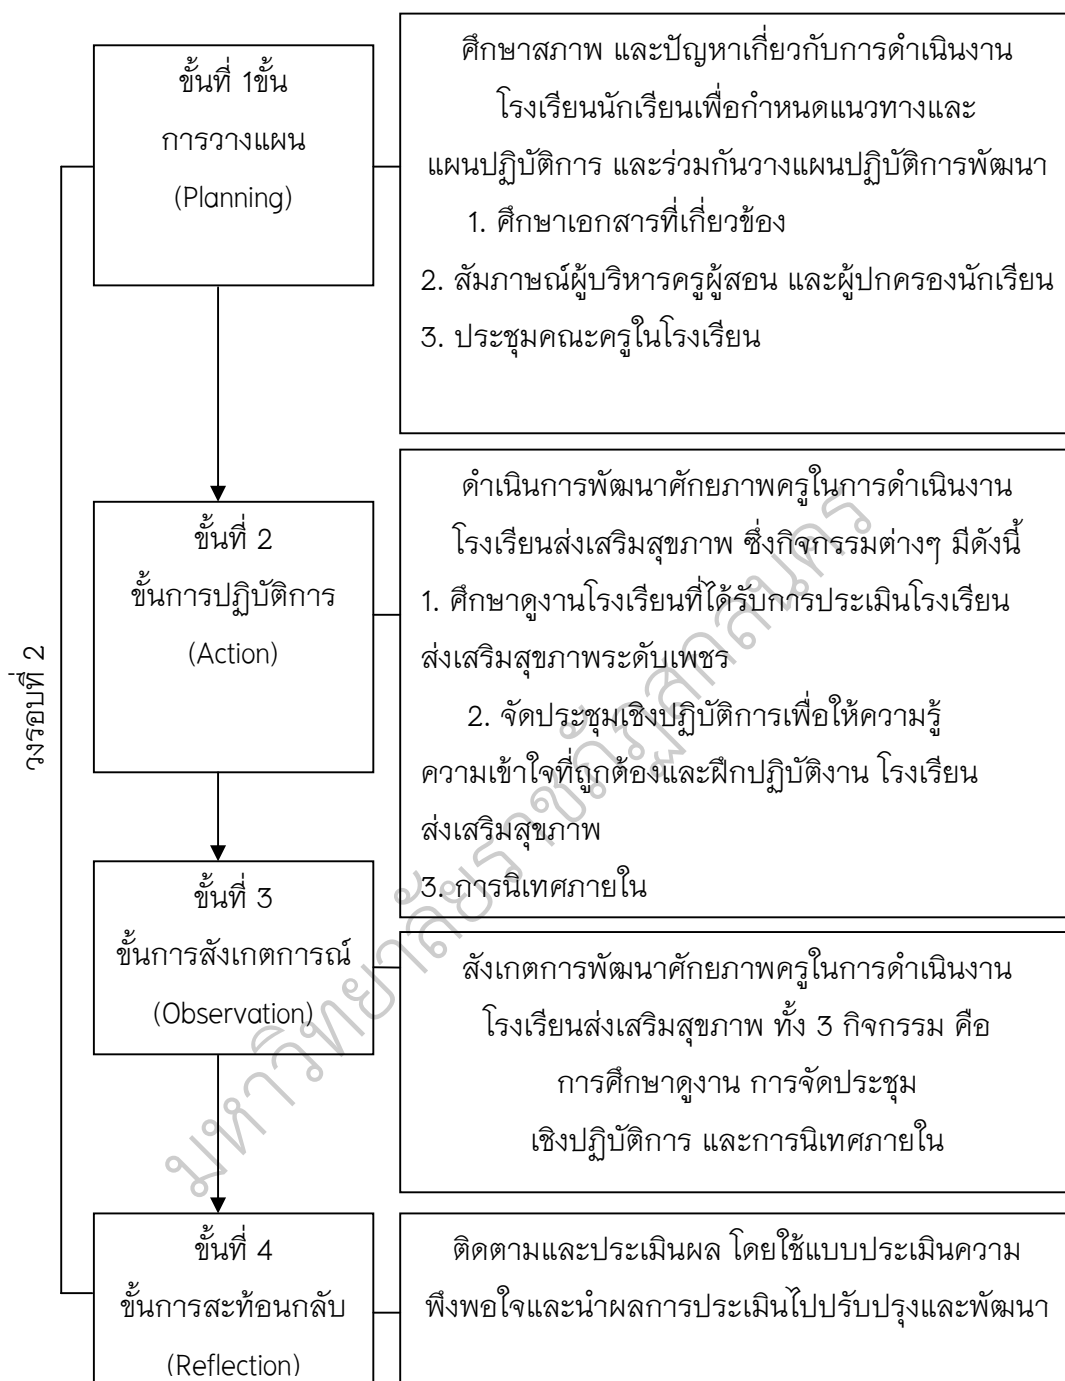 ขั้นที่ 1ขั้น
การวางแผน
(Planning)
ศึกษาสภาพ และปัญหาเกี่ยวกับการดำเนินงาน
โรงเรียนนักเรียนเพื่อกำหนดแนวทางและ
แผนปฏิบัติการ และร่วมกันวางแผนปฏิบัติการพัฒนา
1. ศึกษาเอกสารที่เกี่ยวข้อง
2. สัมภาษณ์ผู้บริหารครูผู้สอน และผู้ปกครองนักเรียน
3. ประชุมคณะครูในโรงเรียน
ขั้นที่ 2
ขั้นการปฏิบัติการ
(Action)
ดำเนินการพัฒนาศักยภาพครูในการดำเนินงาน
โรงเรียนส่งเสริมสุขภาพ ซึ่งกิจกรรมต่างๆ มีดังนี้
1. ศึกษาดูงานโรงเรียนที่ได้รับการประเมินโรงเรียน
ส่งเสริมสุขภาพระดับเพชร
2. จัดประชุมเชิงปฏิบัติการเพื่อให้ความรู้
ความเข้าใจที่ถูกต้องและฝึกปฏิบัติงาน โรงเรียน
ส่งเสริมสุขภาพ
3. การนิเทศภายใน
วงรอบที่ 2
ขั้นที่ 3
ขั้นการสังเกตการณ์
(Observation)
สังเกตการพัฒนาศักยภาพครูในการดำเนินงาน
โรงเรียนส่งเสริมสุขภาพ ทั้ง 3 กิจกรรม คือ
การศึกษาดูงาน การจัดประชุม
เชิงปฏิบัติการ และการนิเทศภายใน
ขั้นที่ 4
ขั้นการสะท้อนกลับ
(Reflection)
ติดตามและประเมินผล โดยใช้แบบประเมินความ
พึงพอใจและนำผลการประเมินไปปรับปรุงและพัฒนา
มหาวิทยาลัยราชภัฏสกลนคร